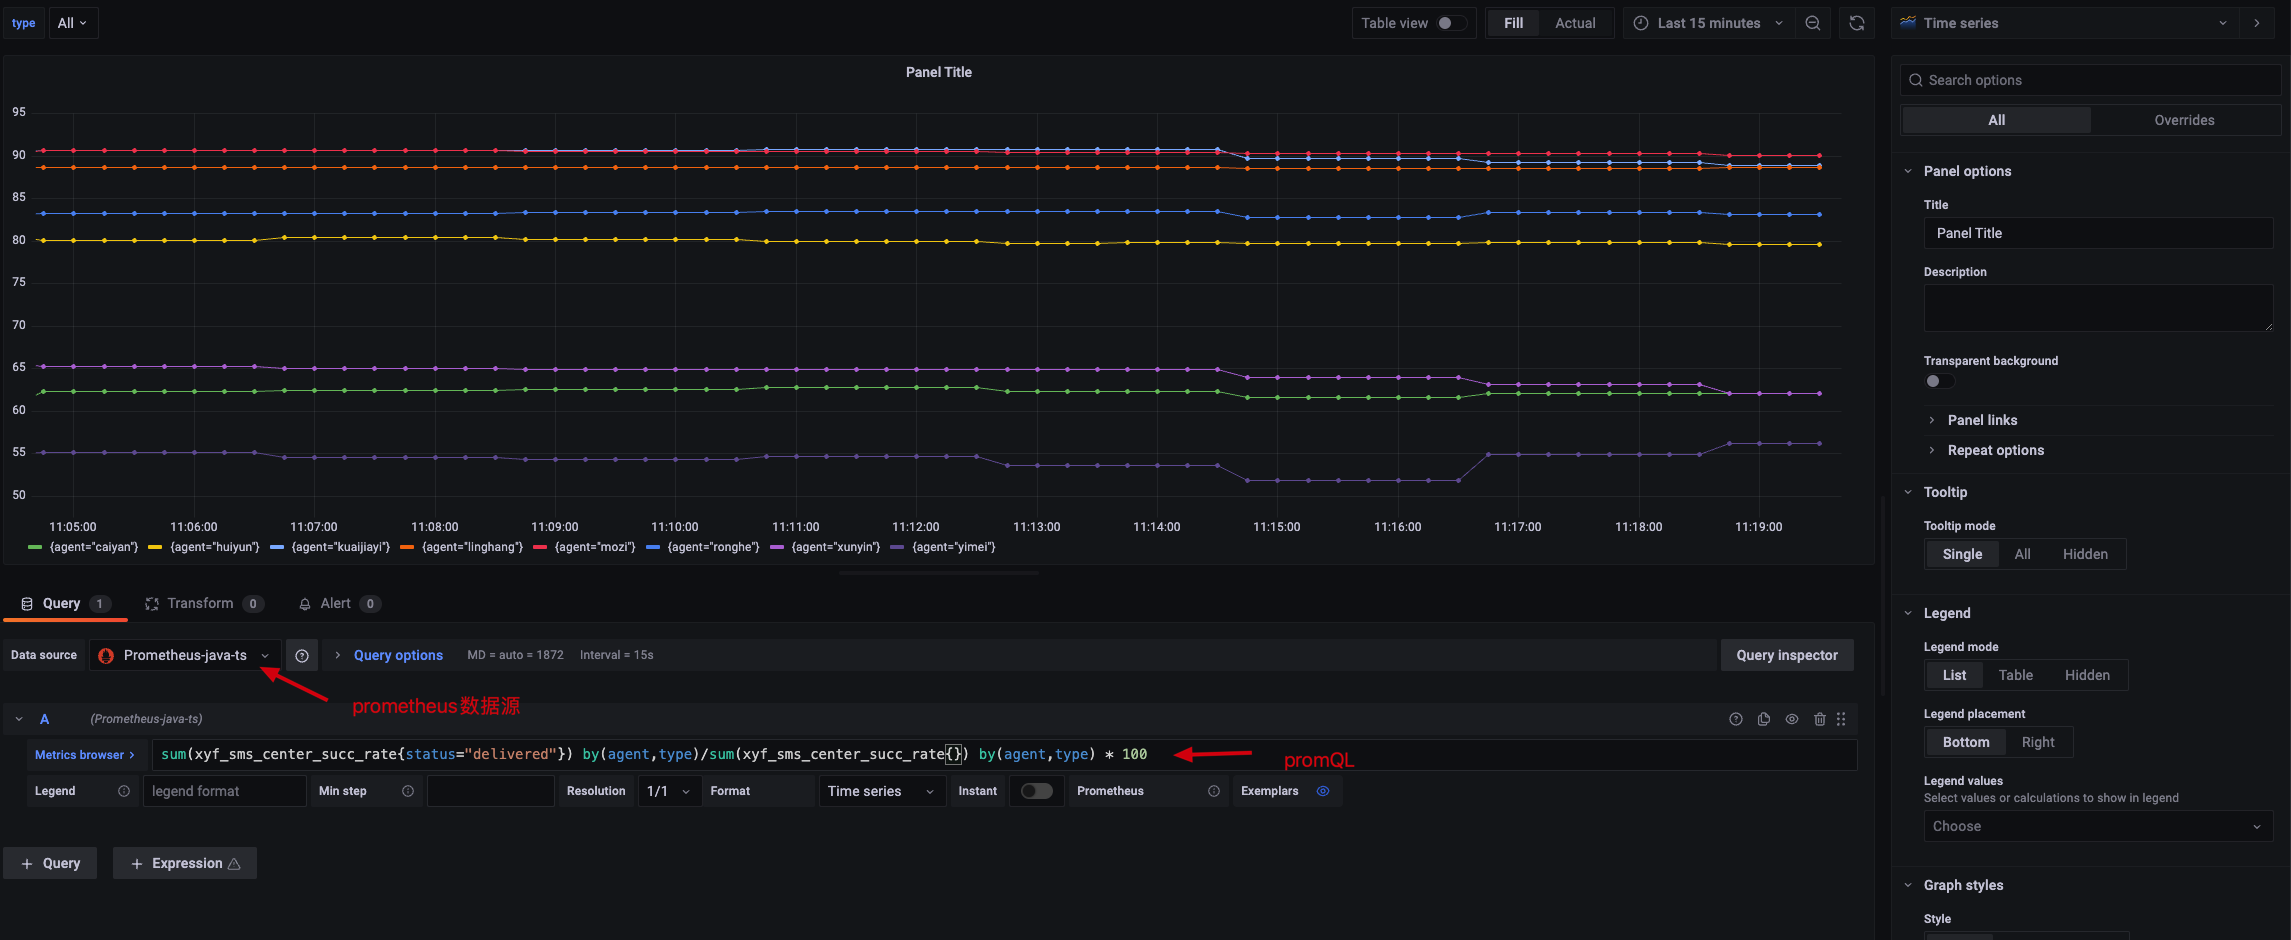 type All
Table view Fill Actual Last 15 minutes
Time series
Panel Title
95
90
85
80
75
70
65
60
55
50
11:05:00 11:06:00 11:07:00 11:08:00 11:09:00 11:10:00 11:11:00 11:12:00 11:13:00 11:14:00 11:15:00 11:16:00 11:17:00 11:18:00 11:19:00
{agent="caiyan"} {agent="huiyun"} {agent="kuaijiayi"} {agent="linghang"} {agent="mozi"} {agent="ronghe"} {agent="xunyin"} {agent="yimei"}
Query 1 Transform 0 Alert 0
Data source Prometheus-java-ts Query options MD = auto = 1872 Interval = 15s Query inspector
prometheus数据源
A (Prometheus-java-ts)
Metrics browser > sum(xyf_sms_center_succ_rate{status="delivered"}) by(agent,type)/sum(xyf_sms_center_succ_rate{}) by(agent,type) * 100
promQL
Legend legend format Min step Resolution 1/1 Format Time series Instant Prometheus Exemplars
+ Query + Expression
Search options
All Overrides
Panel options
Title
Panel Title
Description
Transparent background
Panel links
Repeat options
Tooltip
Tooltip mode
Single All Hidden
Legend
Legend mode
List Table Hidden
Legend placement
Bottom Right
Legend values
Select values or calculations to show in legend
Choose
Graph styles
Style